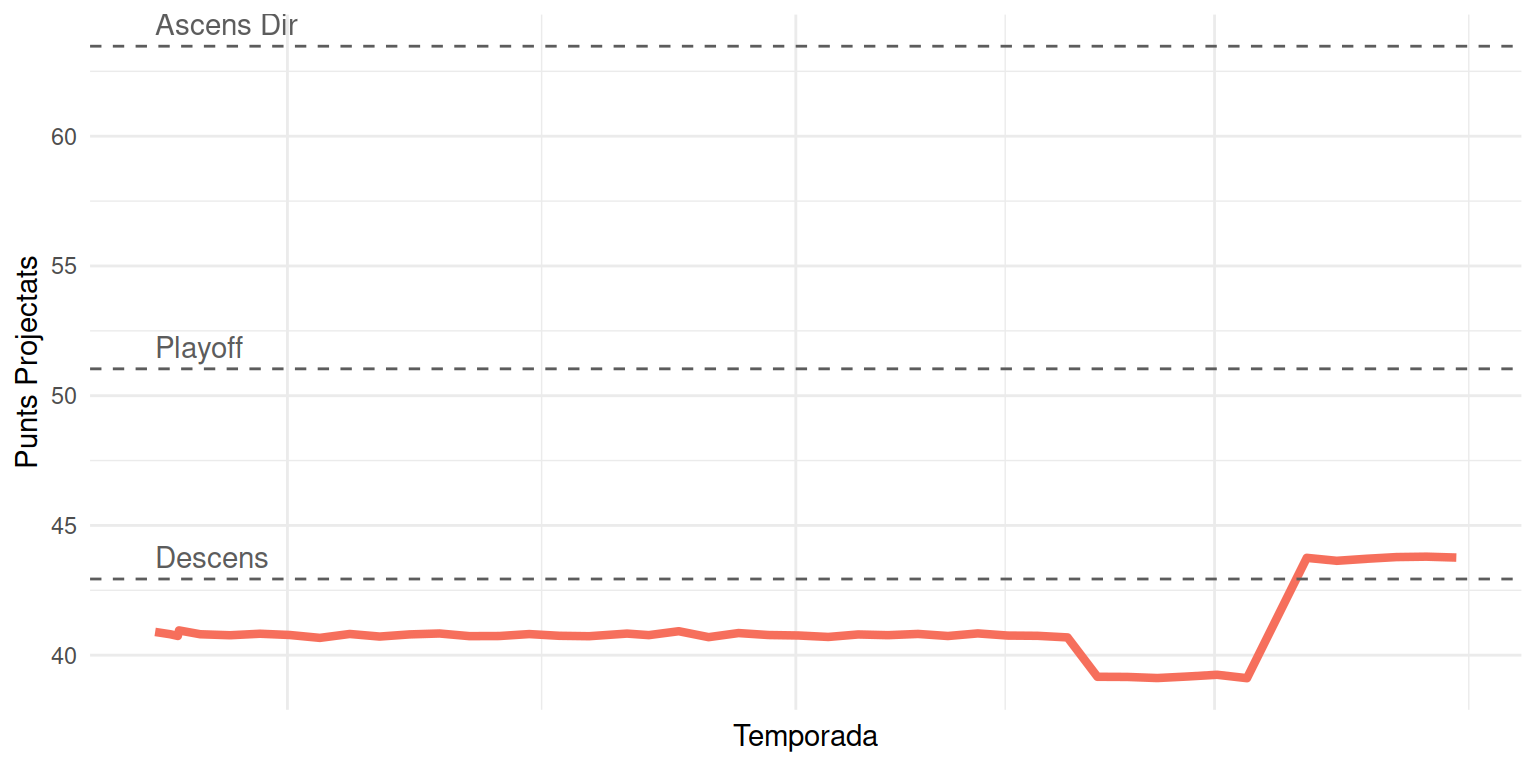 Ascens Dir
60
55
Playoff
50
45
Descens
40
Punts Projectats
Temporada